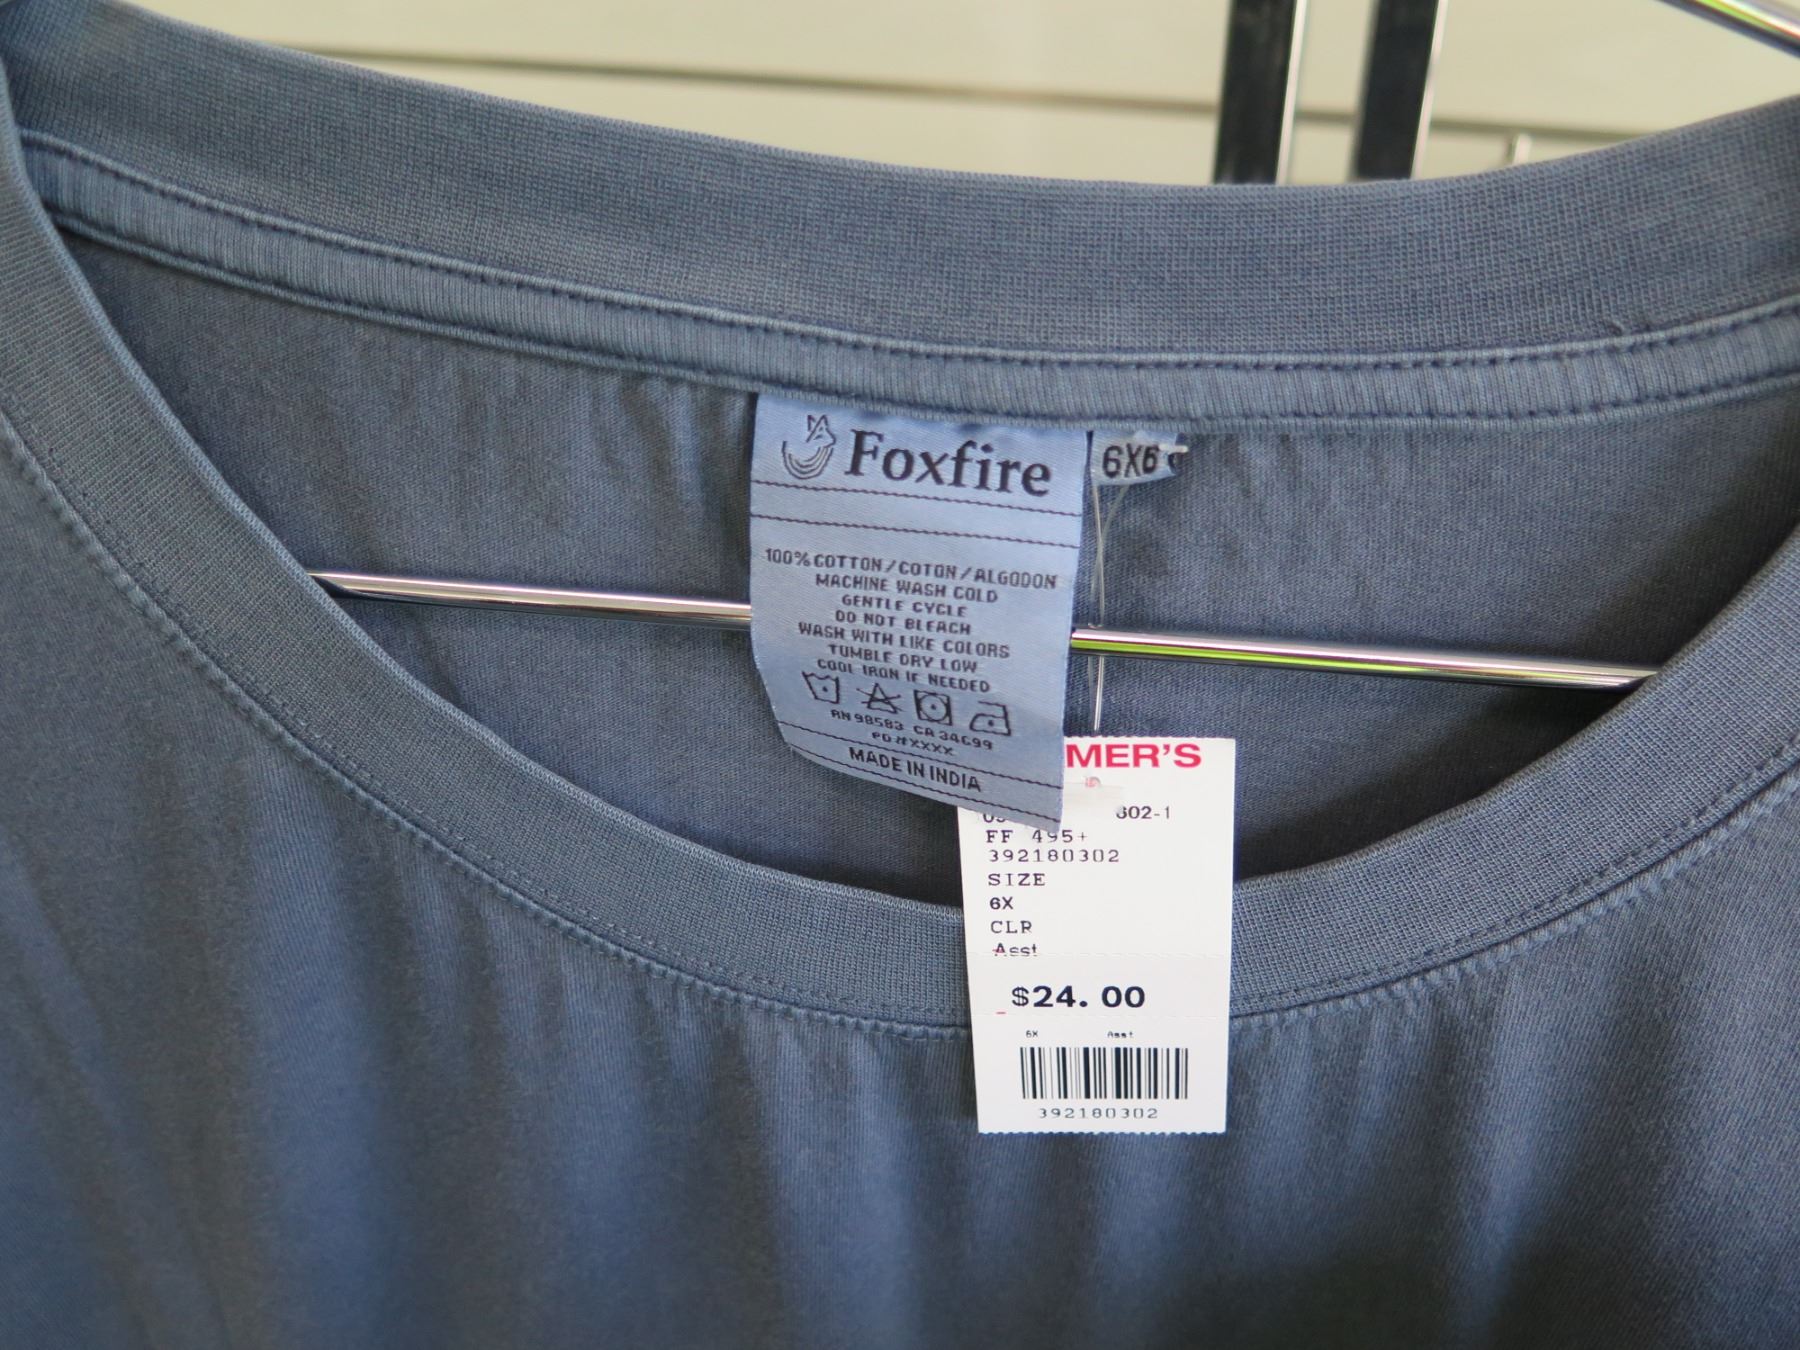 Foxfire
6X6
100% COTTON/COTON/ALGODON
MACHINE WASH COLD
GENTLE CYCLE
DO NOT BLEACH
WASH WITH LIKE COLORS
TUMBLE DRY LOW
COOL IRON IF NEEDED
RN 98583 CA 34699
PO #XXXX
MADE IN INDIA
MER'S
602-1
FF 495+
392180302
SIZE
6X
CLR
Asst
$24.00
6X Asst
392180302